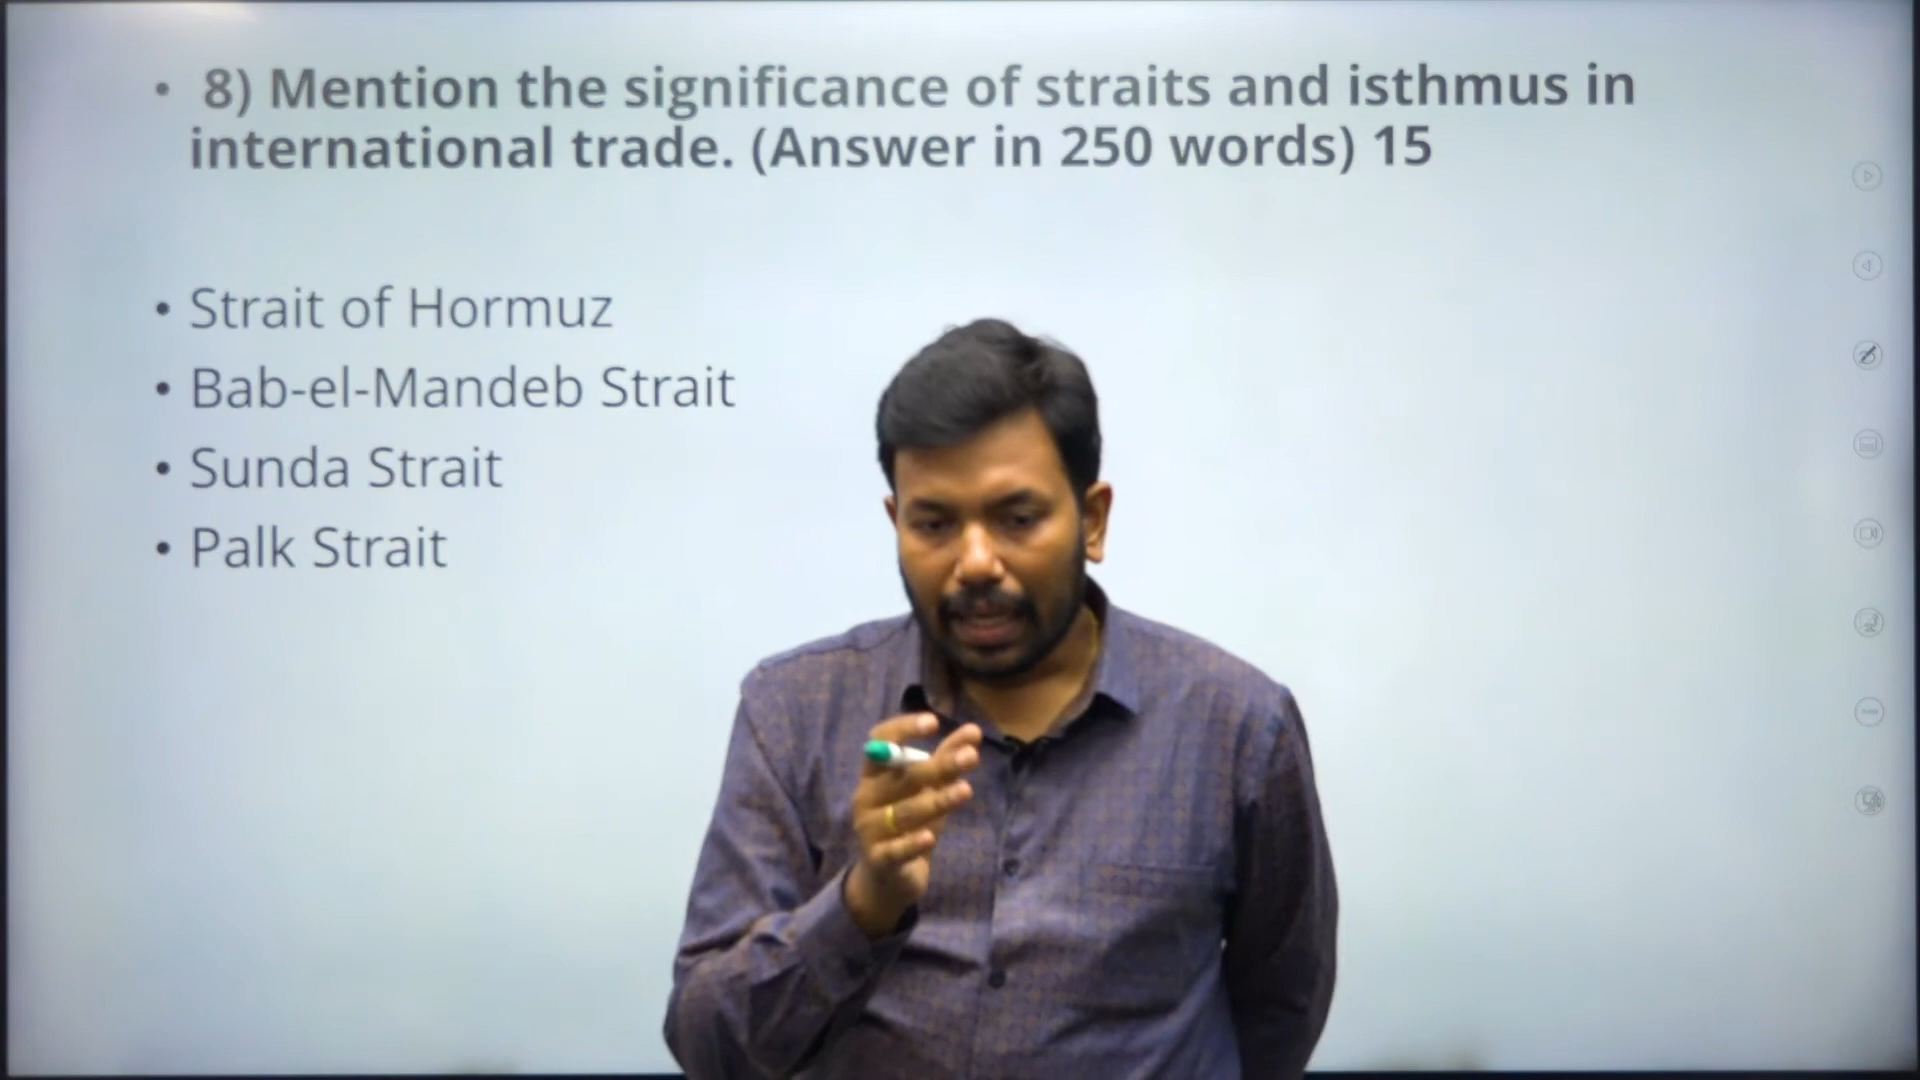 • 8) Mention the significance of straits and isthmus in
international trade. (Answer in 250 words) 15
• Strait of Hormuz
• Bab-el-Mandeb Strait
• Sunda Strait
• Palk Strait